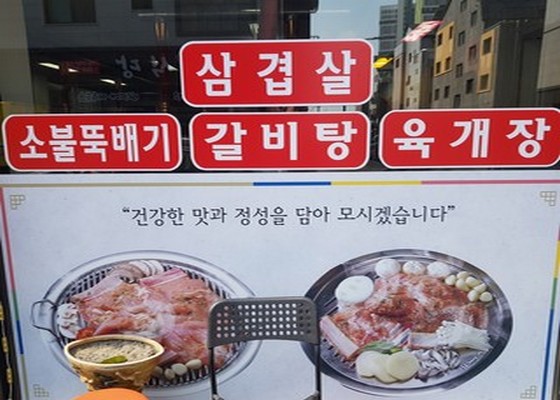 삼겹살
소불뚝배기 갈비탕 육개장
“건강한 맛과 정성을 담아 모시겠습니다”